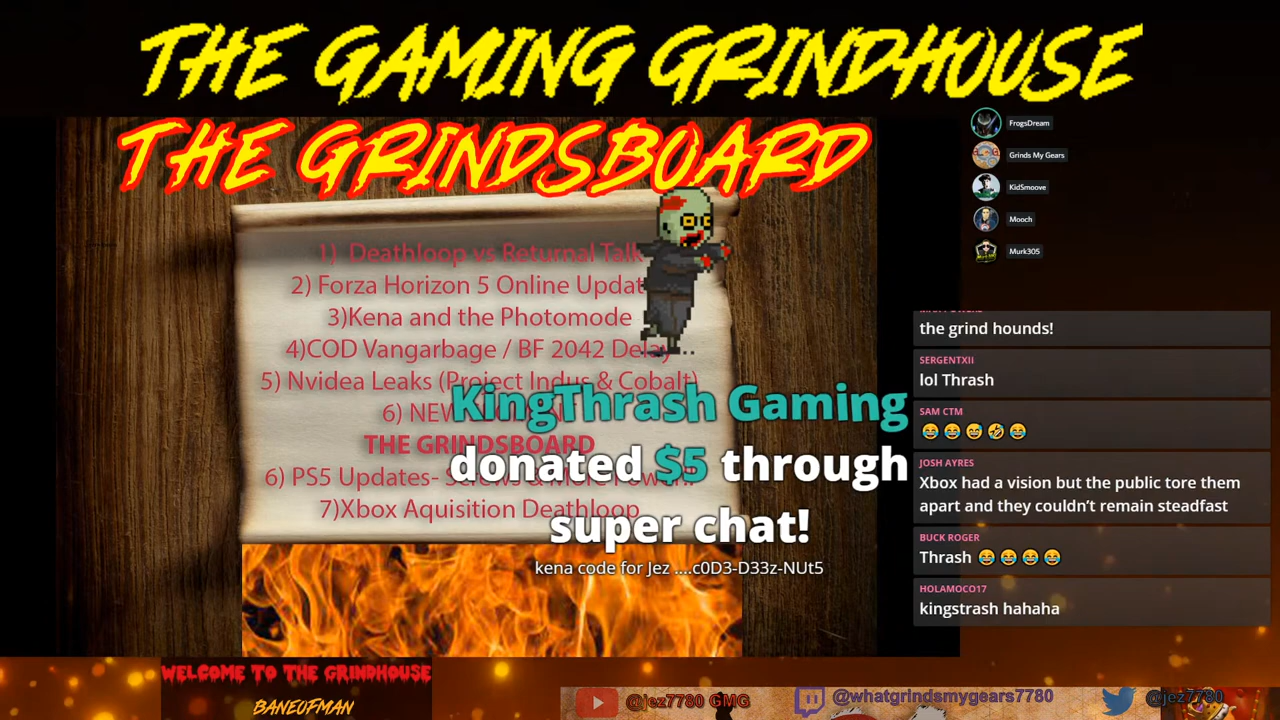 THE GAMING GRINDHOUSE
THE GRINDSBOARD
1) Deathloop vs Returnal Talk
2) Forza Horizon 5 Online Updat
3)Kena and the Photomode
4)COD Vangarbage / BF 2042 Delay...
5) Nvidea Leaks (Project Indus & Cobalt)
6) NEW
THE GRINDSBOARD
6) PS5 Updates-
7)Xbox Aquisition Deathloop
KingThrash Gaming
donated $5 through
super chat!
kena code for Jez ....c0D3-D33z-NUt5
FrogsDream
Grinds My Gears
KidSmoove
Mooch
Murk305
the grind hounds!
SERGENTXII
lol Thrash
SAM CTM
😂 😂 😅 🤣 😂
JOSH AYRES
Xbox had a vision but the public tore them
apart and they couldn't remain steadfast
BUCK ROGER
Thrash 😂 😂 😂 😂
HOLAMOCO17
kingstrash hahaha
WELCOME TO THE GRINDHOUSE
BANEOFMAN
@jez7780 GMG
@whatgrindsmygears7780
@jez7780